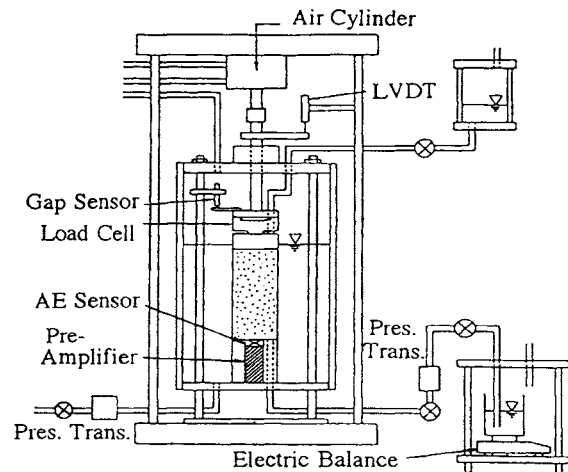 Air Cylinder
LVDT
Gap Sensor
Load Cell
AE Sensor
Pre-
Amplifier
Pres.
Trans.
Pres. Trans.
Electric Balance